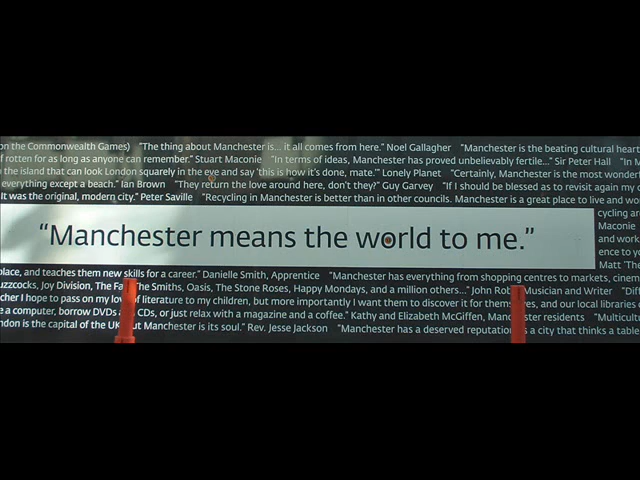 on the Commonwealth Games) "The thing about Manchester is... it all comes from here." Noel Gallagher "Manchester is the beating cultural heart
of rotten for as long as anyone can remember." Stuart Maconie "In terms of ideas, Manchester has proved unbelievably fertile..." Sir Peter Hall "In M
the island that can look London squarely in the eye and say 'this is how it's done, mate.'" Lonely Planet "Certainly, Manchester is the most wonderf
everything except a beach." Ian Brown "They return the love around here, don't they?" Guy Garvey "If I should be blessed as to revisit again my
It was the original, modern city." Peter Saville "Recycling in Manchester is better than in other councils. Manchester is a great place to live and wo
cycling ar
"Manchester means the world to me."
Maconie
and work
ence to yo
Matt 'The
place, and teaches them new skills for a career." Danielle Smith, Apprentice "Manchester has everything from shopping centres to markets, cinem
uzzcocks, Joy Division, The Fall, The Smiths, Oasis, The Stone Roses, Happy Mondays, and a million others..." John Robb, Musician and Writer "Diff
cher I hope to pass on my love of literature to my children, but more importantly I want them to discover it for themselves, and our local libraries
e a computer, borrow DVDs CDs, or just relax with a magazine and a coffee." Kathy and Elizabeth McGiffen, Manchester residents "Multicultu
ndon is the capital of the UK but Manchester is its soul." Rev. Jesse Jackson "Manchester has a deserved reputation as a city that thinks a table